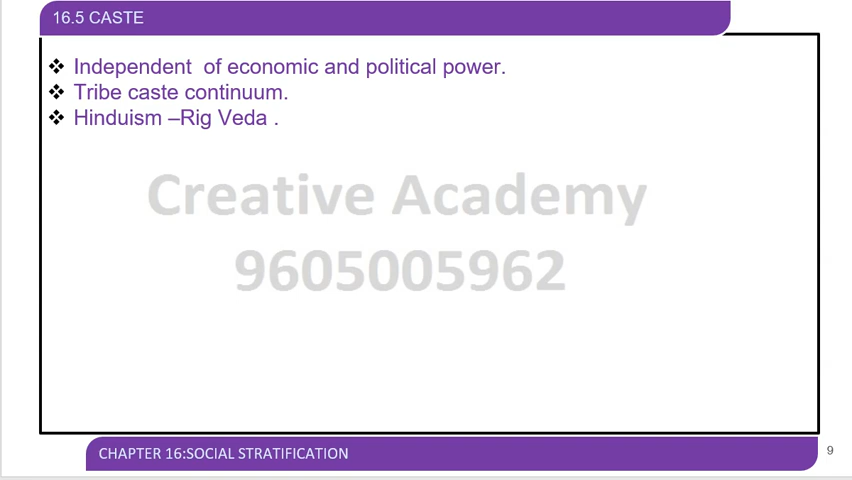 16.5 CASTE
❖ Independent of economic and political power.
❖ Tribe caste continuum.
❖ Hinduism –Rig Veda .
Creative Academy
9605005962
CHAPTER 16:SOCIAL STRATIFICATION
9